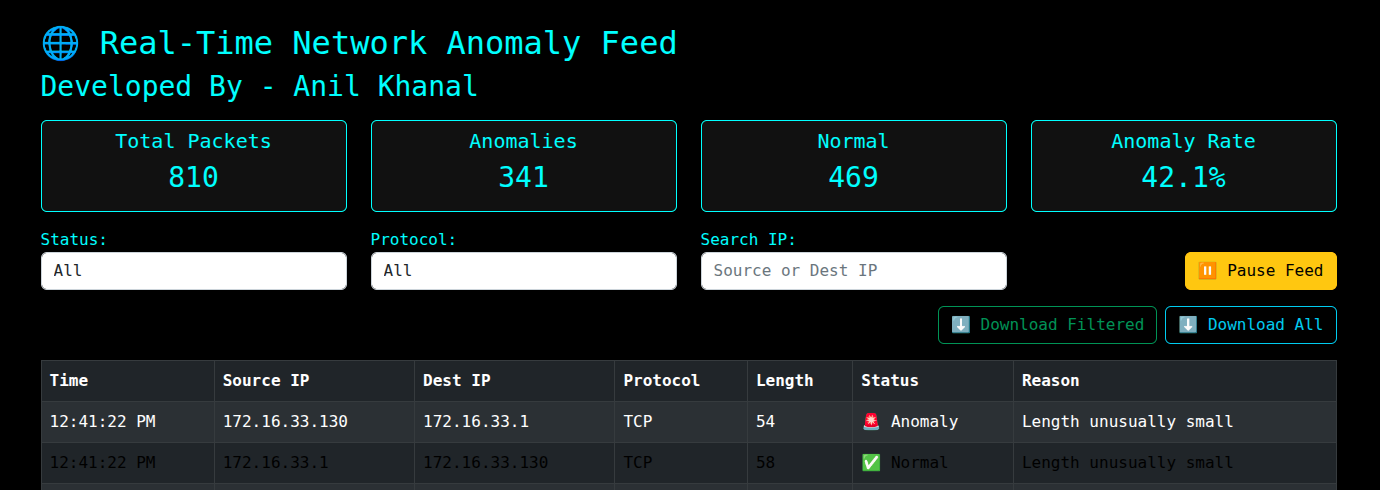 🌐 Real-Time Network Anomaly Feed
Developed By - Anil Khanal
Total Packets Anomalies Normal Anomaly Rate
810 341 469 42.1%
Status: Protocol: Search IP:
All All Source or Dest IP ⏸️ Pause Feed
⬇️ Download Filtered ⬇️ Download All
Time Source IP Dest IP Protocol Length Status Reason
12:41:22 PM 172.16.33.130 172.16.33.1 TCP 54 🚨 Anomaly Length unusually small
12:41:22 PM 172.16.33.1 172.16.33.130 TCP 58 ✅ Normal Length unusually small